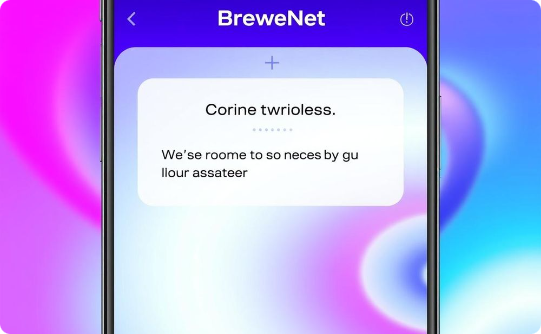 BreweNet
Corine twrioless.
We’se roome to so neces by gu
llour assateer